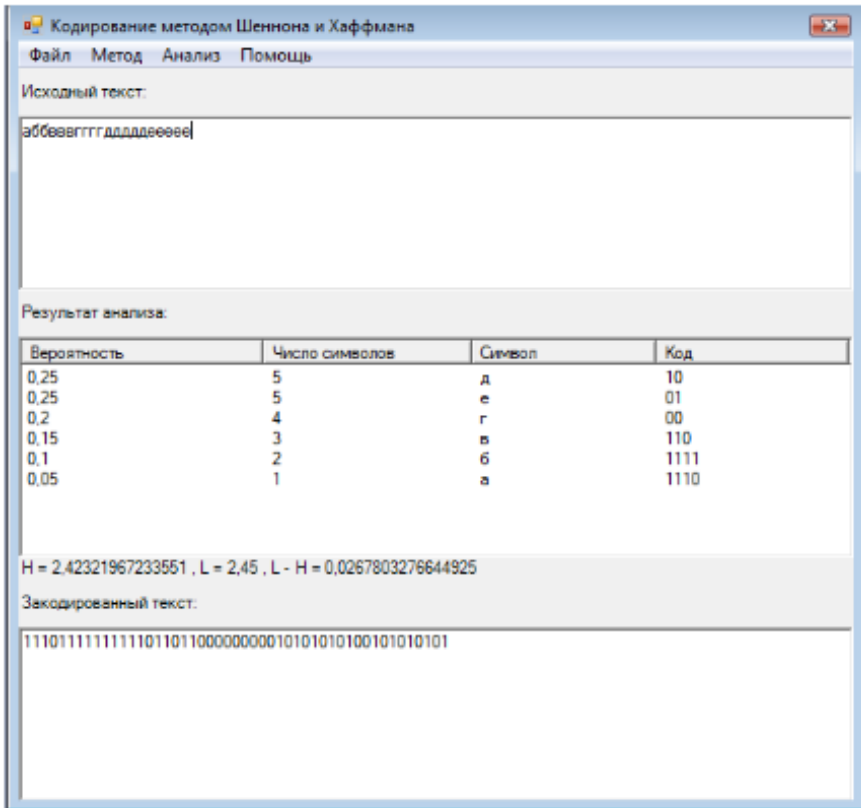 Кодирование методом Шеннона и Хаффмана
Файл Метод Анализ Помощь
Исходный текст:
аббвввггггдддддеееее
Результат анализа:
Вероятность Число символов Символ Код
0,25 5 д 10
0,25 5 е 01
0,2 4 г 00
0,15 3 в 110
0,1 2 б 1111
0,05 1 а 1110
H = 2,42321967233551 , L = 2,45 , L - H = 0,0267803276644925
Закодированный текст:
1110111111111101101100000000010101010100101010101